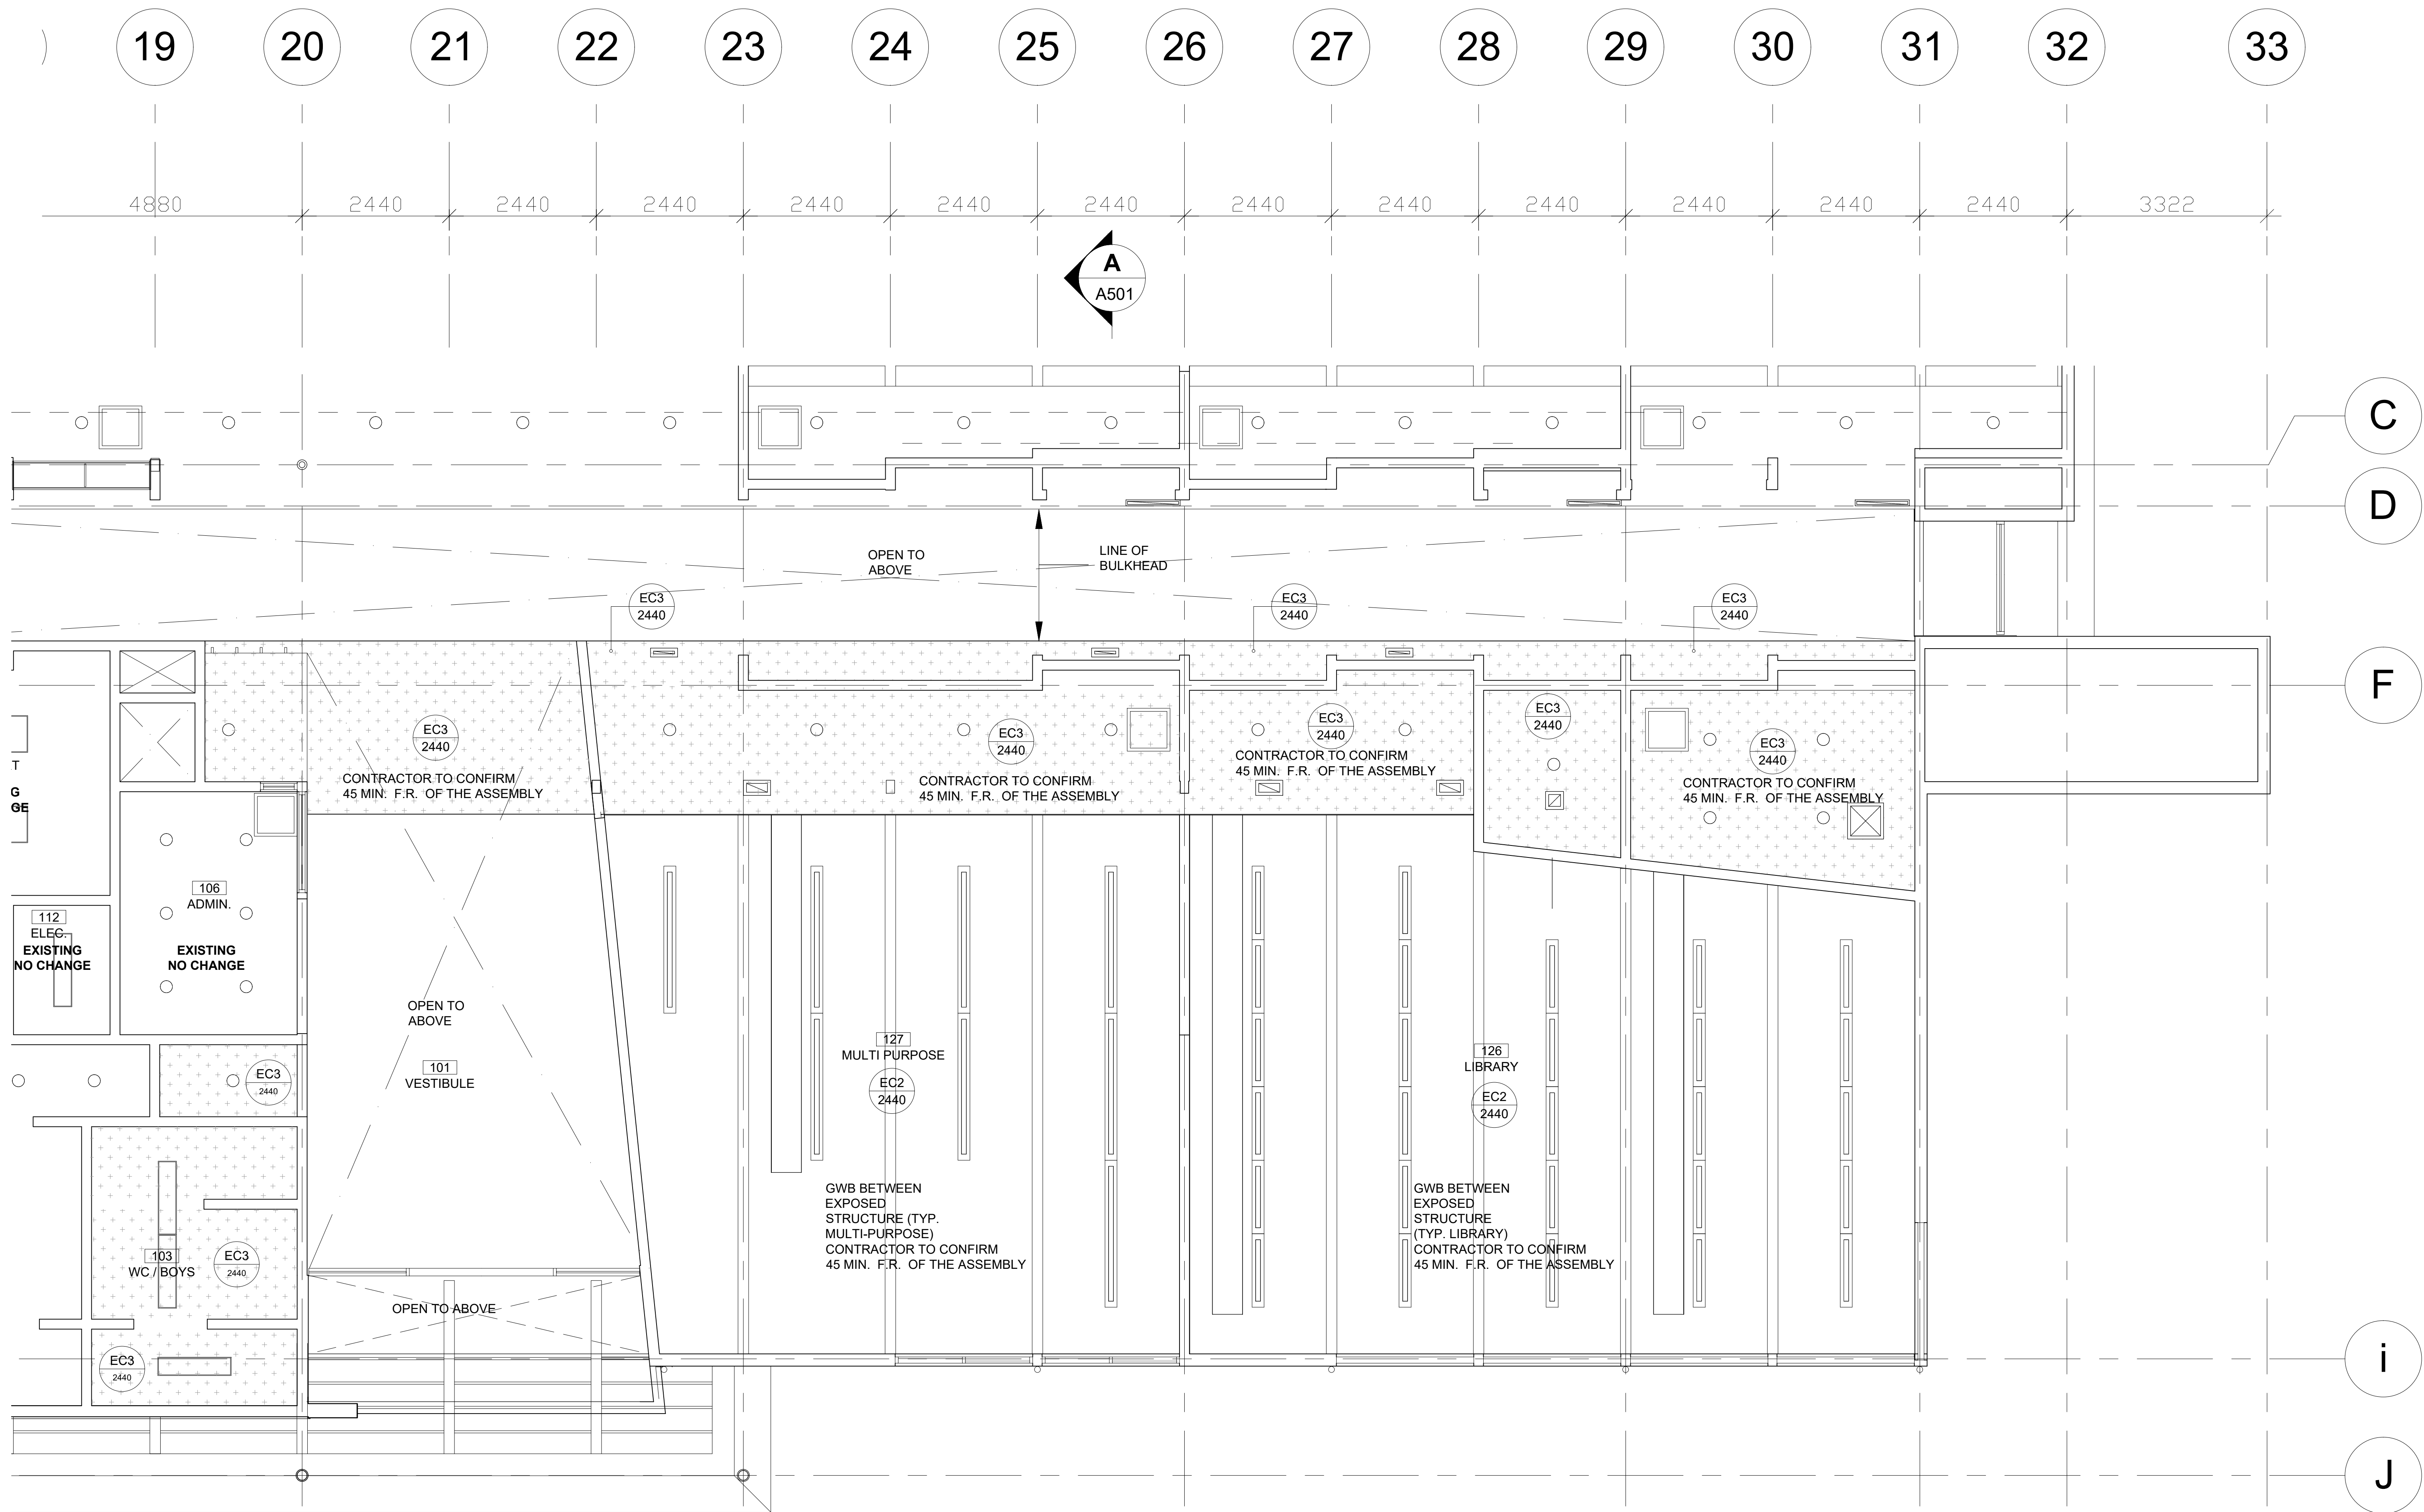 19 20 21 22 23 24 25 26 27 28 29 30 31 32 33
4880 2440 2440 2440 2440 2440 2440 2440 2440 2440 2440 2440 2440 3322
A
A501
C
D
OPEN TO
ABOVE
LINE OF
BULKHEAD
EC3
2440
EC3
2440
EC3
2440
F
EC3
2440
CONTRACTOR TO CONFIRM
45 MIN. F.R. OF THE ASSEMBLY
EC3
2440
CONTRACTOR TO CONFIRM
45 MIN. F.R. OF THE ASSEMBLY
EC3
2440
CONTRACTOR TO CONFIRM
45 MIN. F.R. OF THE ASSEMBLY
EC3
2440
EC3
2440
CONTRACTOR TO CONFIRM
45 MIN. F.R. OF THE ASSEMBLY
T
G
GE
106
ADMIN.
EXISTING
NO CHANGE
112
ELEC.
EXISTING
NO CHANGE
OPEN TO
ABOVE
101
VESTIBULE
127
MULTI PURPOSE
EC2
2440
126
LIBRARY
EC2
2440
EC3
2440
GWB BETWEEN
EXPOSED
STRUCTURE (TYP.
MULTI-PURPOSE)
CONTRACTOR TO CONFIRM
45 MIN. F.R. OF THE ASSEMBLY
GWB BETWEEN
EXPOSED
STRUCTURE
(TYP. LIBRARY)
CONTRACTOR TO CONFIRM
45 MIN. F.R. OF THE ASSEMBLY
103
WC / BOYS
EC3
2440
OPEN TO ABOVE
EC3
2440
i
J